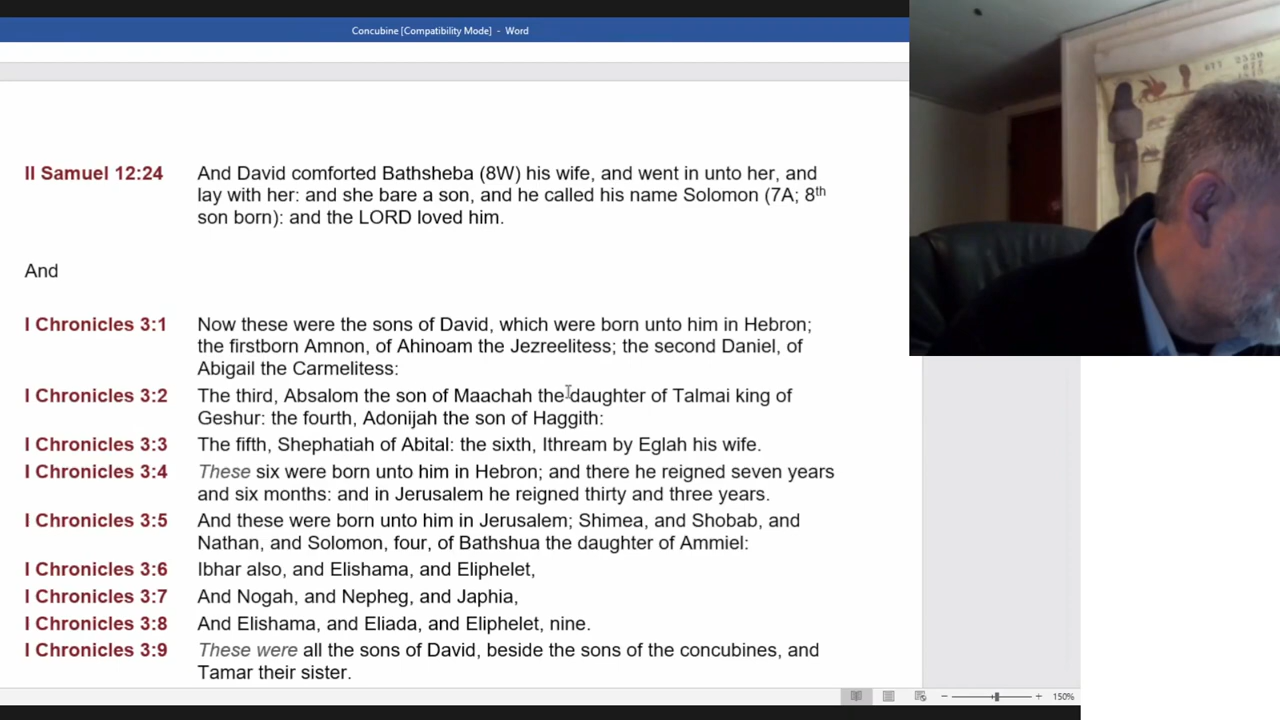 Concubine [Compatibility Mode] - Word
II Samuel 12:24 And David comforted Bathsheba (8W) his wife, and went in unto her, and
lay with her: and she bare a son, and he called his name Solomon (7A; 8th
son born): and the LORD loved him.
And
I Chronicles 3:1 Now these were the sons of David, which were born unto him in Hebron;
the firstborn Amnon, of Ahinoam the Jezreelitess; the second Daniel, of
Abigail the Carmelitess:
I Chronicles 3:2 The third, Absalom the son of Maachah the daughter of Talmai king of
Geshur: the fourth, Adonijah the son of Haggith:
I Chronicles 3:3 The fifth, Shephatiah of Abital: the sixth, Ithream by Eglah his wife.
I Chronicles 3:4 These six were born unto him in Hebron; and there he reigned seven years
and six months: and in Jerusalem he reigned thirty and three years.
I Chronicles 3:5 And these were born unto him in Jerusalem; Shimea, and Shobab, and
Nathan, and Solomon, four, of Bathshua the daughter of Ammiel:
I Chronicles 3:6 Ibhar also, and Elishama, and Eliphelet,
I Chronicles 3:7 And Nogah, and Nepheg, and Japhia,
I Chronicles 3:8 And Elishama, and Eliada, and Eliphelet, nine.
I Chronicles 3:9 These were all the sons of David, beside the sons of the concubines, and
Tamar their sister.
150%